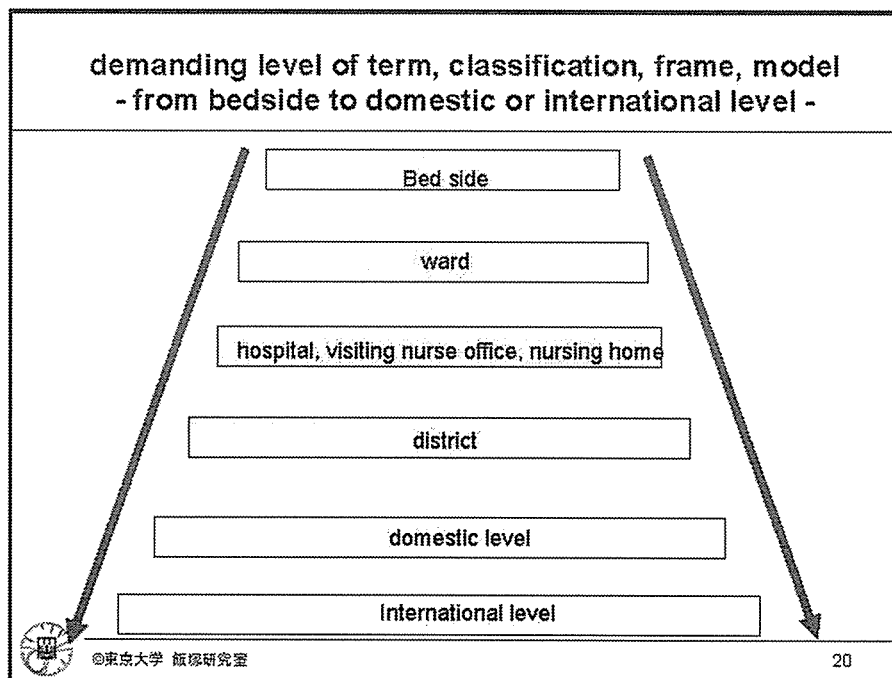 demanding level of term, classification, frame, model
- from bedside to domestic or international level -
Bed side
ward
hospital, visiting nurse office, nursing home
district
domestic level
International level
©東京大学 飯塚研究室
20